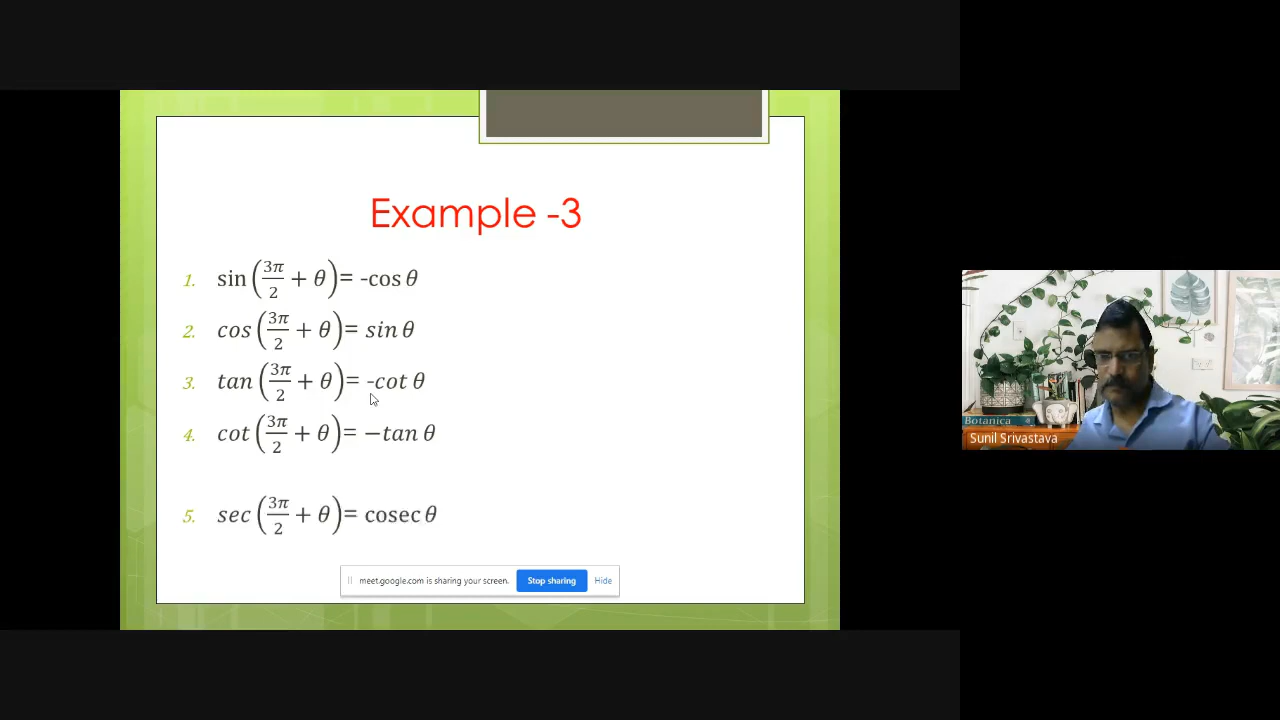 Example -3
1. sin (3π/2 + θ)= -cos θ
2. cos (3π/2 + θ)= sin θ
3. tan (3π/2 + θ)= -cot θ
4. cot (3π/2 + θ)= −tan θ
5. sec (3π/2 + θ)= cosec θ
meet.google.com is sharing your screen. Stop sharing Hide
Botanica
Sunil Srivastava